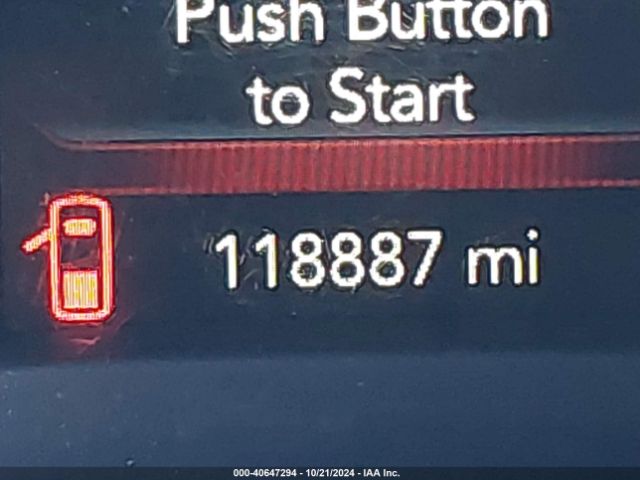 Push Button
to Start
118887 mi
000-40647294 - 10/21/2024 - IAA Inc.